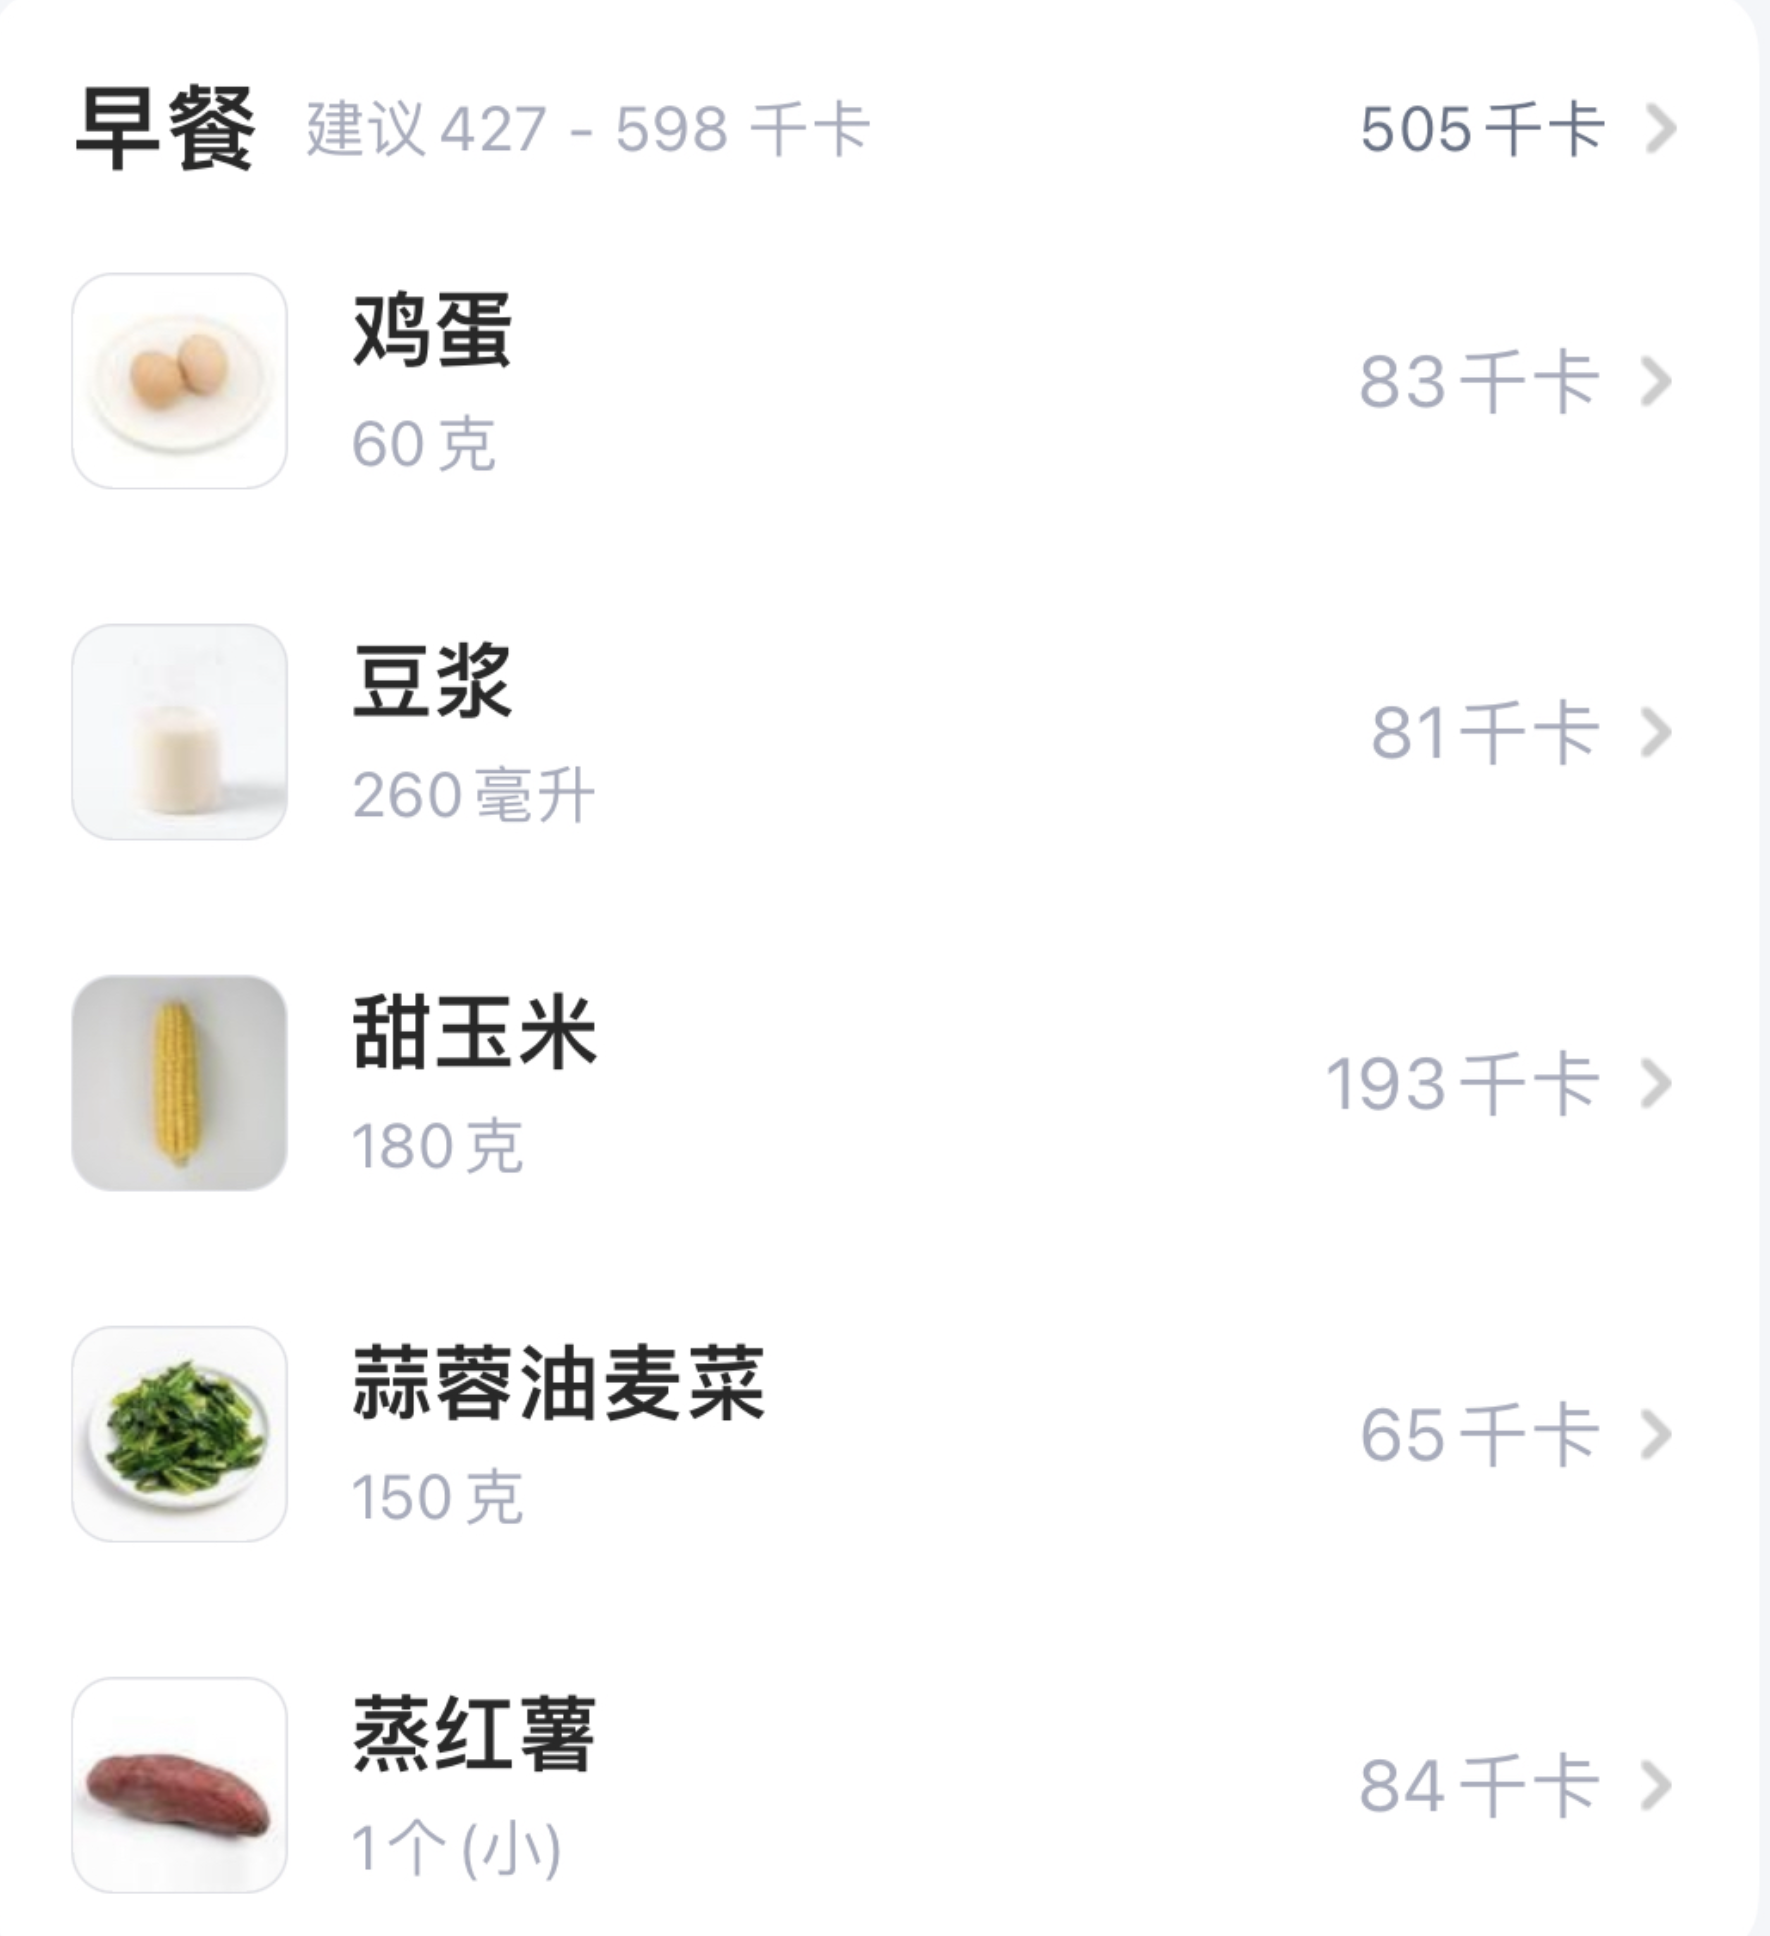 早餐 建议427 - 598 千卡 505千卡
鸡蛋
60克
83千卡
豆浆
260毫升
81千卡
甜玉米
180克
193千卡
蒜蓉油麦菜
150克
65千卡
蒸红薯
1个(小)
84千卡